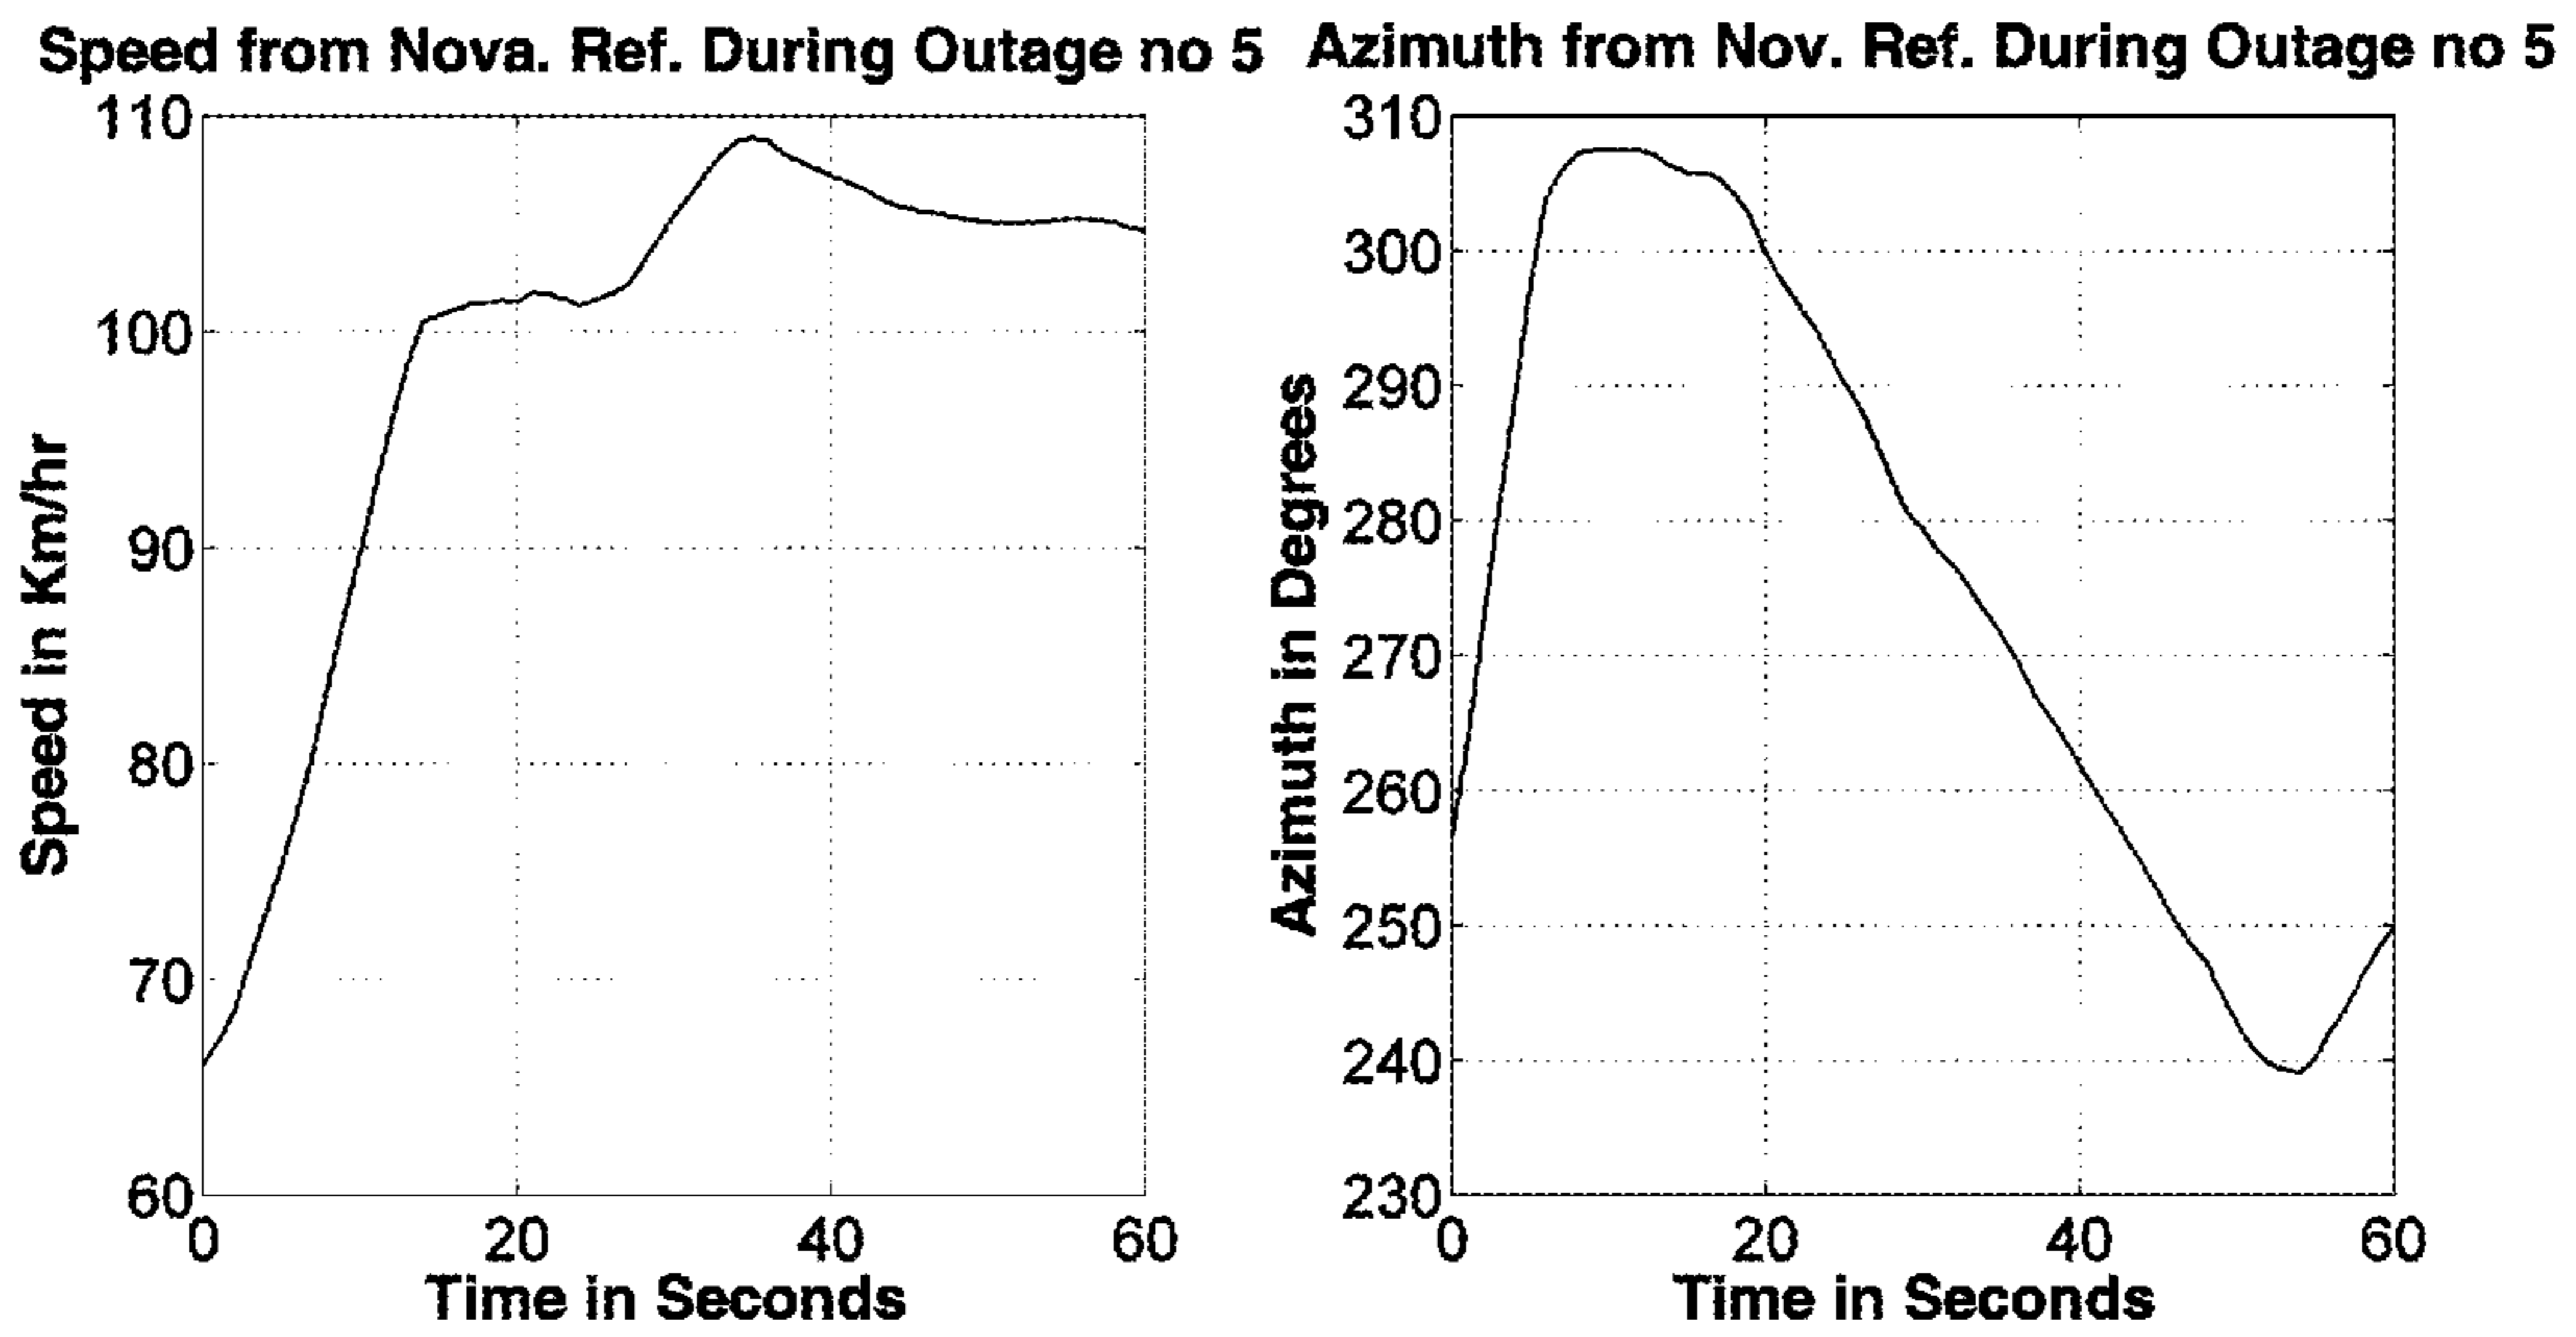 Speed from Nova. Ref. During Outage no 5
110
100
90
80
70
60
Speed in Km/hr
0 20 40 60
Time in Seconds
Azimuth from Nov. Ref. During Outage no 5
310
300
290
280
270
260
250
240
230
Azimuth in Degrees
0 20 40 60
Time in Seconds